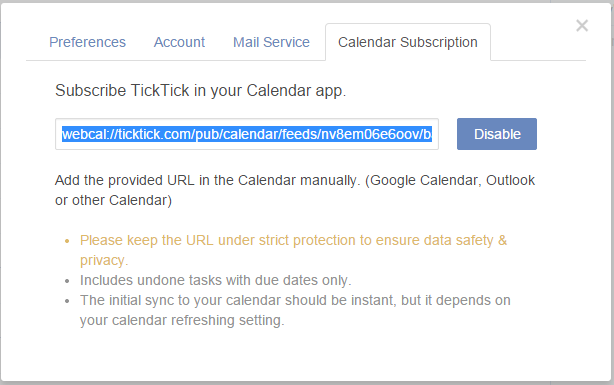 Preferences Account Mail Service Calendar Subscription
Subscribe TickTick in your Calendar app.
webcal://ticktick.com/pub/calendar/feeds/nv8em06e6oov/b
Disable
Add the provided URL in the Calendar manually. (Google Calendar, Outlook
or other Calendar)
• Please keep the URL under strict protection to ensure data safety &
privacy.
• Includes undone tasks with due dates only.
• The initial sync to your calendar should be instant, but it depends on
your calendar refreshing setting.